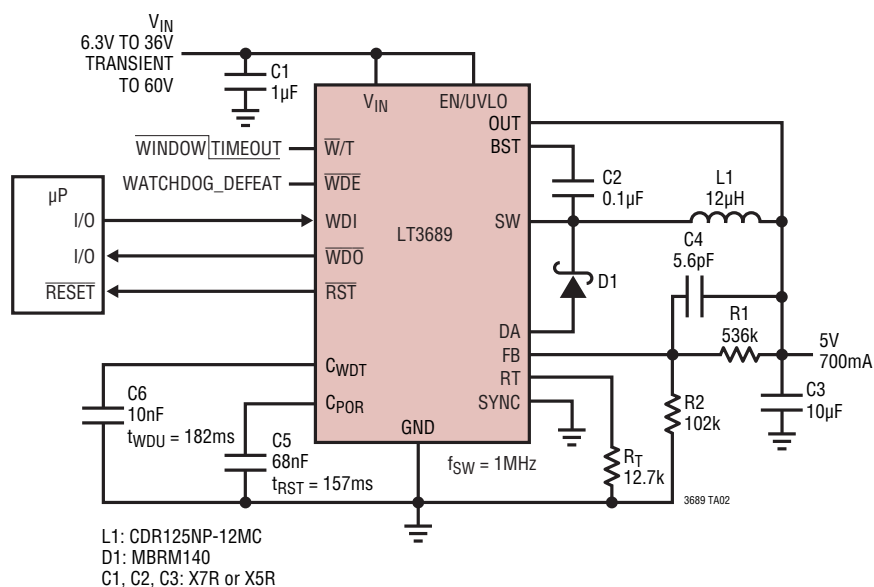 VIN
6.3V TO 36V
TRANSIENT
TO 60V
C1
1µF
VIN
EN/UVLO
OUT
BST
WINDOW TIMEOUT
W/T
WATCHDOG_DEFEAT
WDE
µP
I/O
WDI
I/O
WDO
RESET
RST
LT3689
SW
C2
0.1µF
L1
12µH
C4
5.6pF
D1
DA
R1
536k
FB
5V
700mA
RT
SYNC
CWDT
CPOR
GND
C6
10nF
tWDU = 182ms
C5
68nF
tRST = 157ms
fSW = 1MHz
RT
12.7k
R2
102k
C3
10µF
3689 TA02
L1: CDR125NP-12MC
D1: MBRM140
C1, C2, C3: X7R or X5R